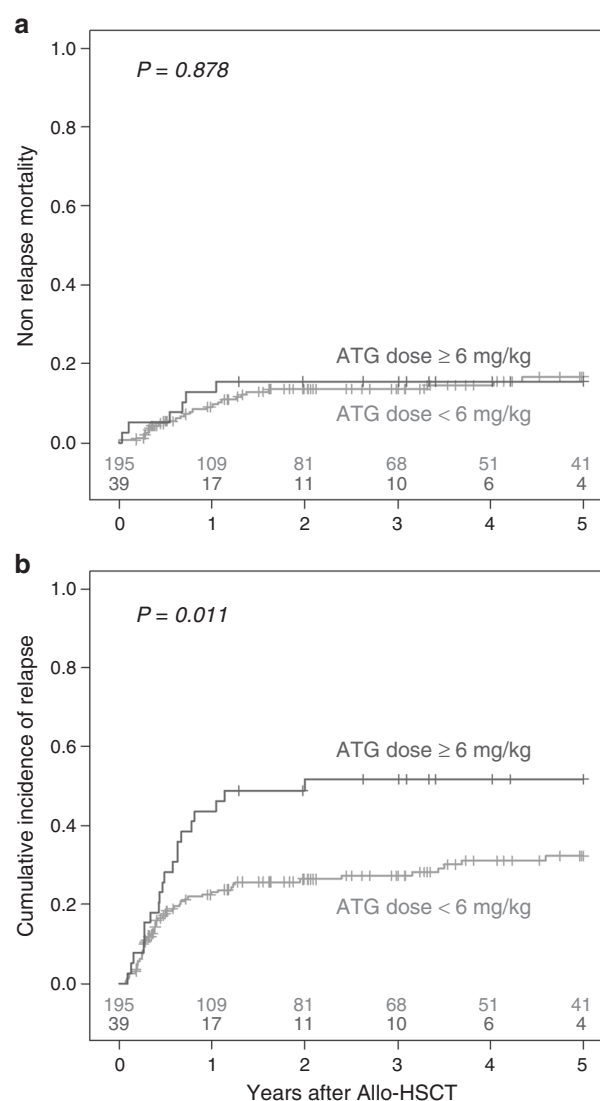 a
Non relapse mortality
1.0
0.8
0.6
0.4
0.2
0.0
P = 0.878
ATG dose ≥ 6 mg/kg
ATG dose < 6 mg/kg
195 109 81 68 51 41
39 17 11 10 6 4
0 1 2 3 4 5
b
Cumulative incidence of relapse
1.0
0.8
0.6
0.4
0.2
0.0
P = 0.011
ATG dose ≥ 6 mg/kg
ATG dose < 6 mg/kg
195 109 81 68 51 41
39 17 11 10 6 4
0 1 2 3 4 5
Years after Allo-HSCT